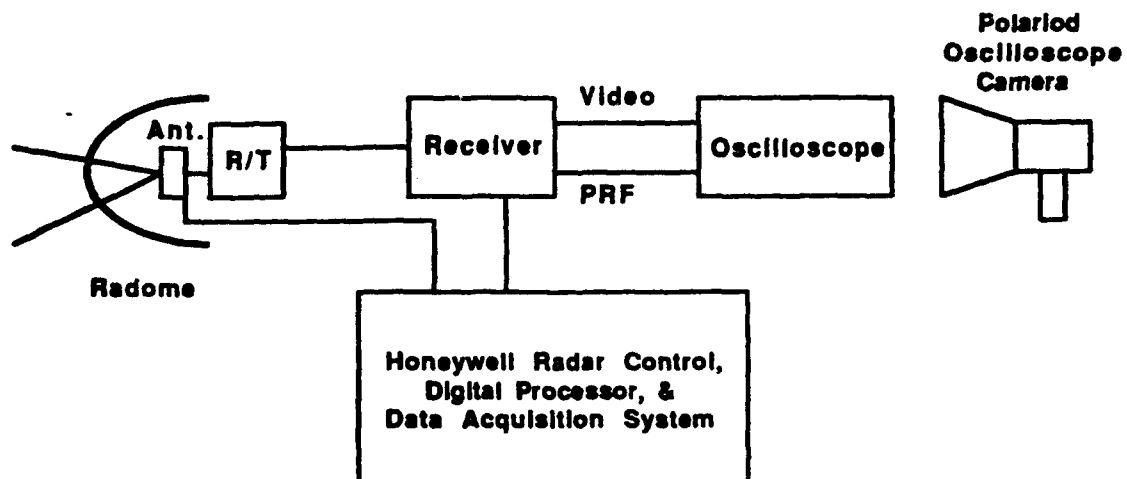 Polariod
Oscilloscope
Camera
Ant.
R/T
Receiver
Video
PRF
Oscilloscope
Radome
Honeywell Radar Control,
Digital Processor, &
Data Acquisition System